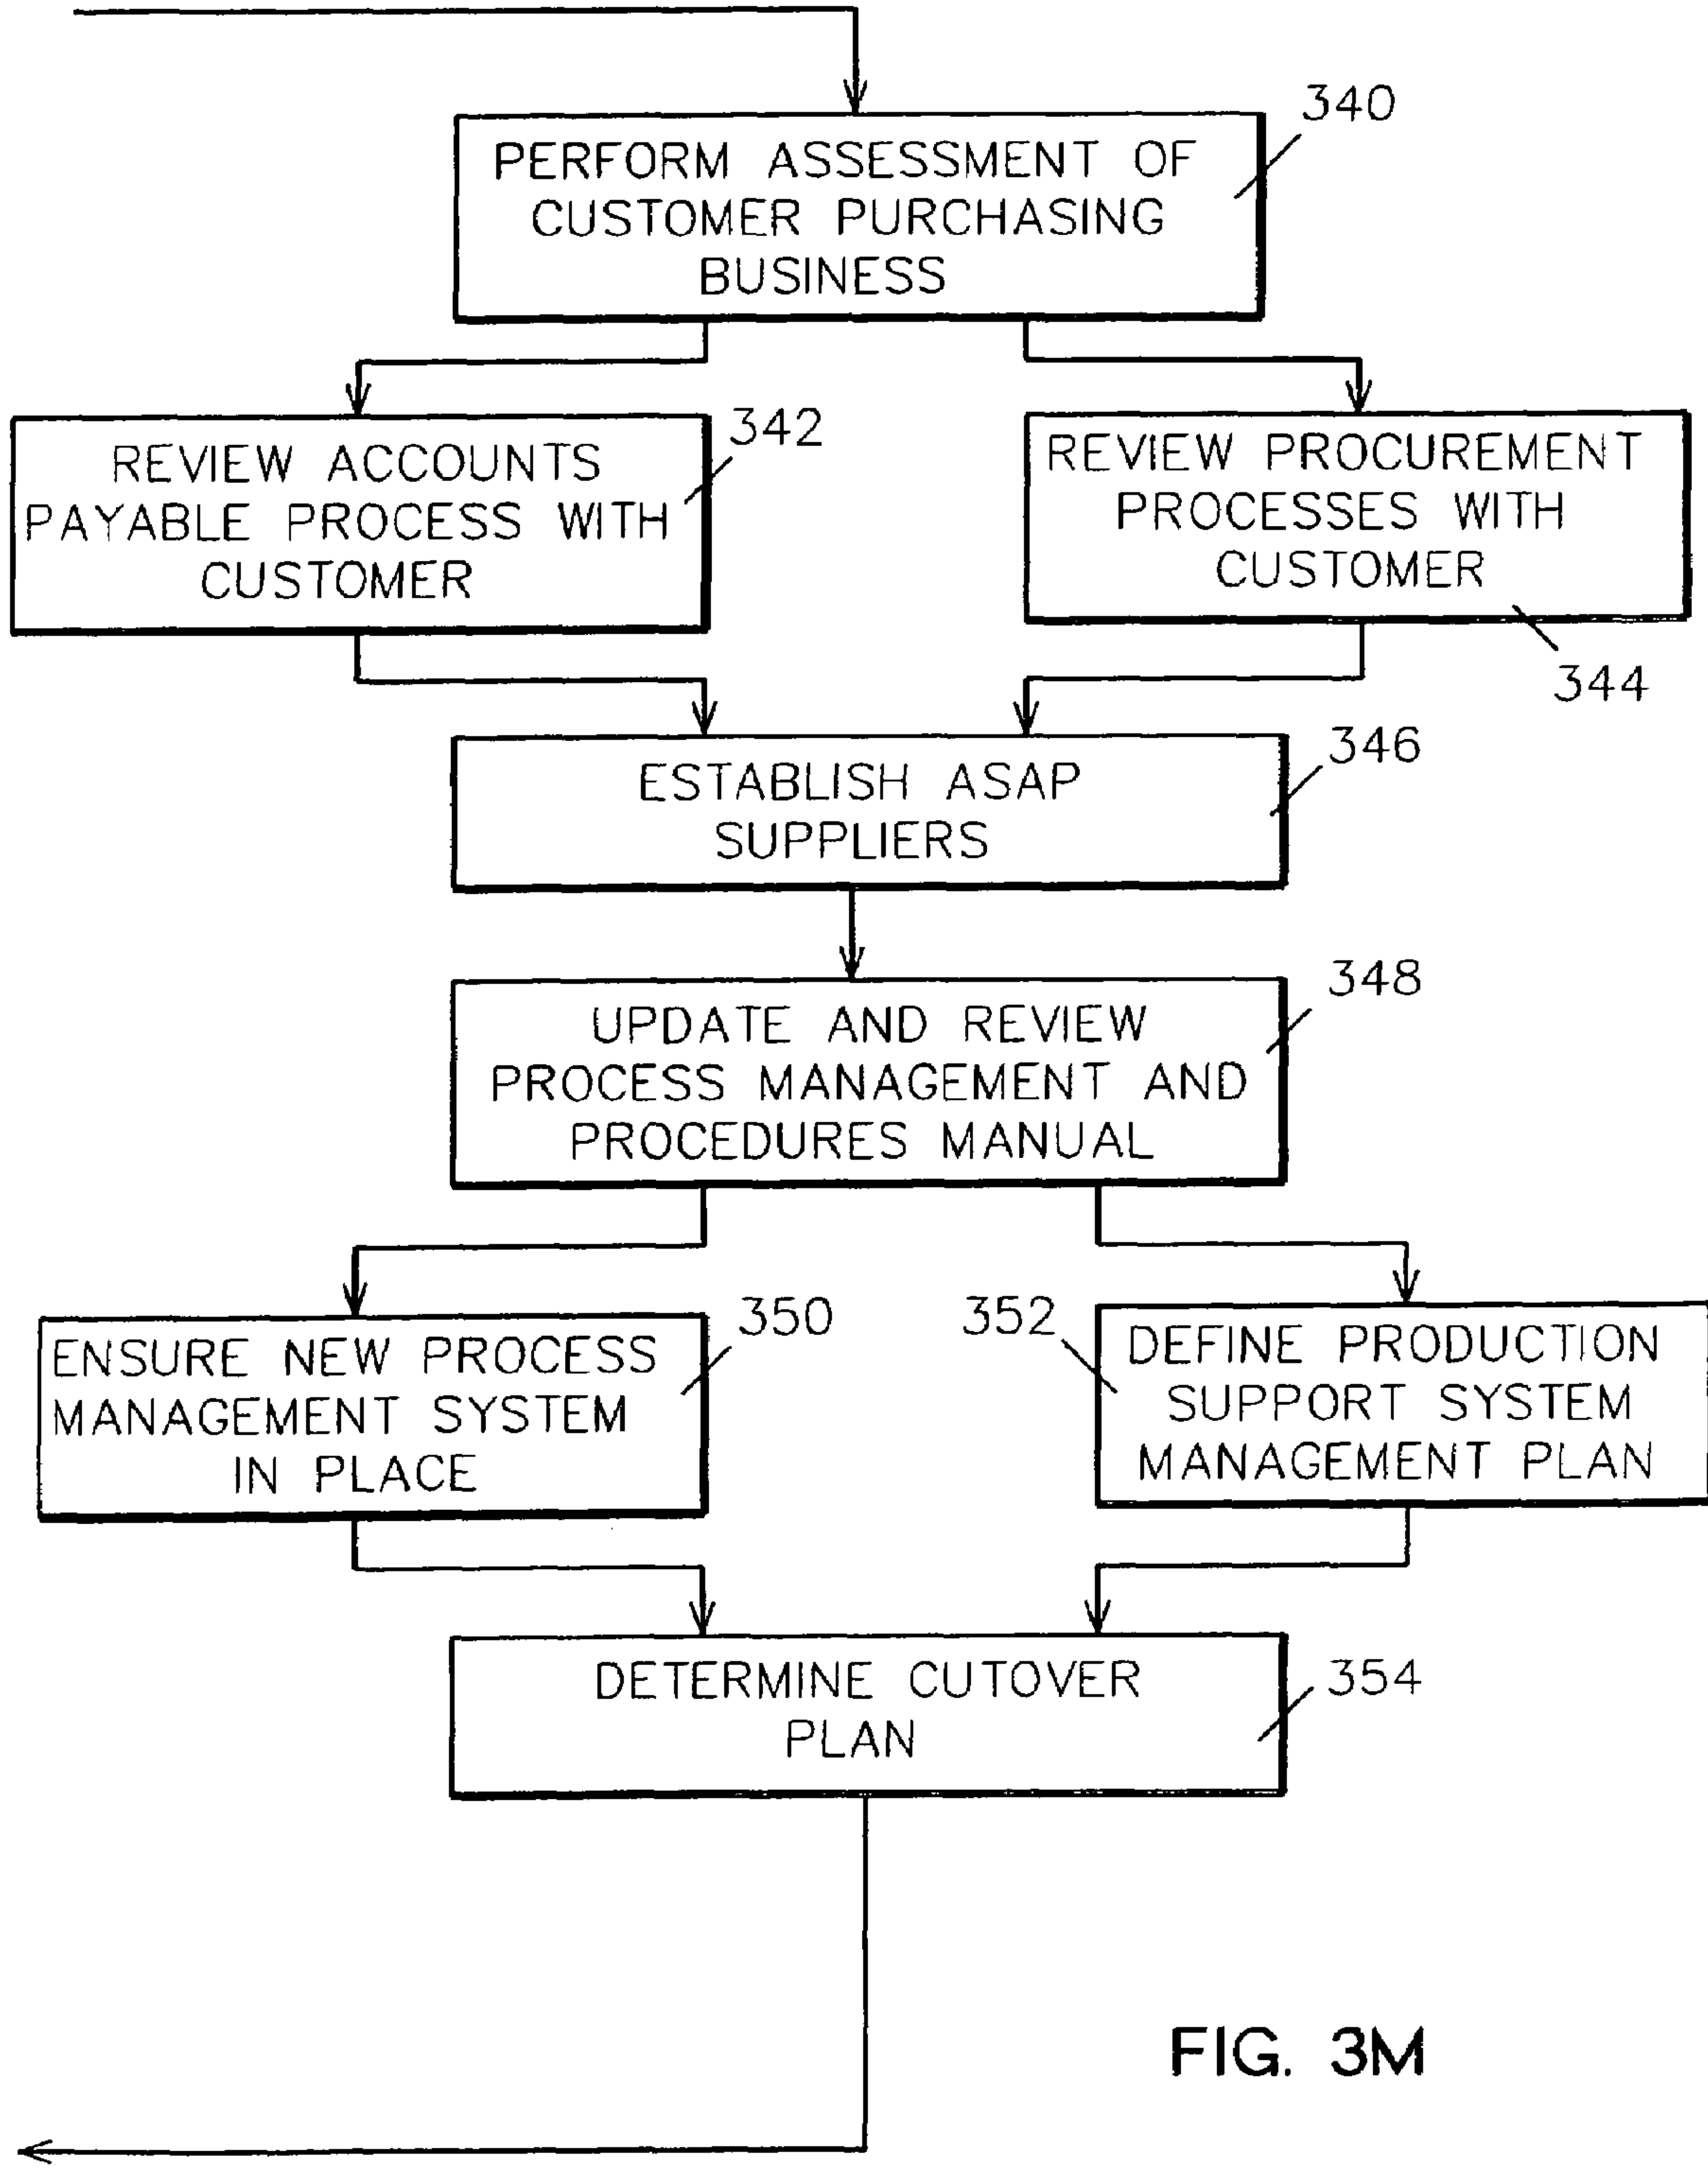 340
PERFORM ASSESSMENT OF
CUSTOMER PURCHASING
BUSINESS
342
REVIEW ACCOUNTS
PAYABLE PROCESS WITH
CUSTOMER
REVIEW PROCUREMENT
PROCESSES WITH
CUSTOMER
344
346
ESTABLISH ASAP
SUPPLIERS
348
UPDATE AND REVIEW
PROCESS MANAGEMENT AND
PROCEDURES MANUAL
350
ENSURE NEW PROCESS
MANAGEMENT SYSTEM
IN PLACE
352
DEFINE PRODUCTION
SUPPORT SYSTEM
MANAGEMENT PLAN
354
DETERMINE CUTOVER
PLAN
FIG. 3M